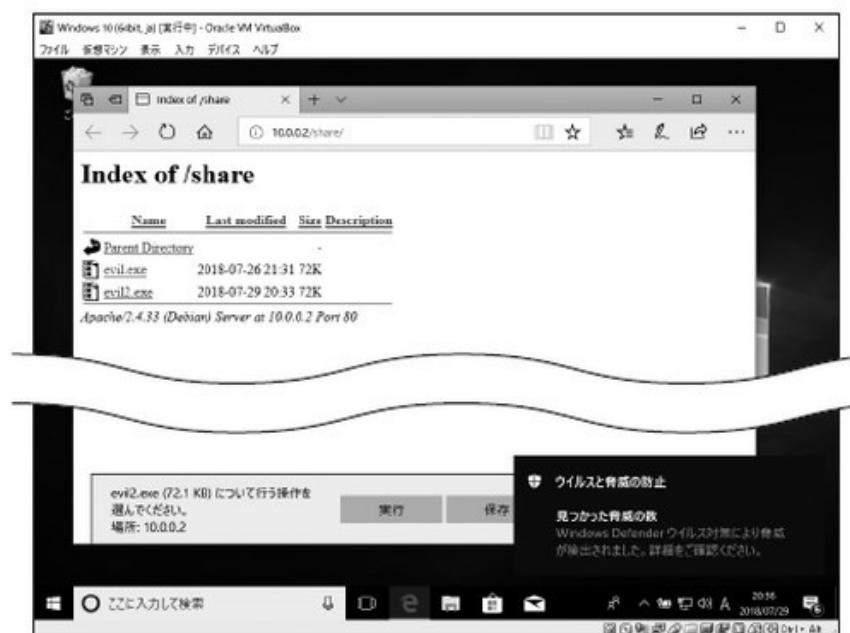 Windows 10 (64bit, ja) [実行中] - Oracle VM VirtualBox
ファイル 仮想マシン 表示 入力 デバイス ヘルプ
Index of /share
10.0.0.2/share/
Index of /share
Name Last modified Size Description
Parent Directory -
evil.exe 2018-07-26 21:31 72K
evil2.exe 2018-07-29 20:33 72K
Apache/2.4.33 (Debian) Server at 10.0.0.2 Port 80
evil2.exe (72.1 KB) について行う操作を
選んでください。
場所: 10.0.0.2
実行
保存
ウイルスと脅威の防止
見つかった脅威の数
Windows Defender ウイルス対策により脅威
が検出されました。詳細をご確認ください。
ここに入力して検索
A
20:36
2018/07/29